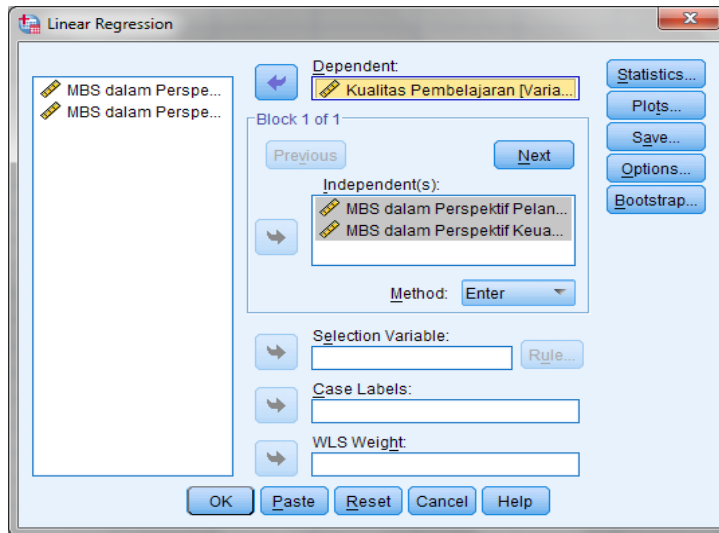 Linear Regression
MBS dalam Perspe...
MBS dalam Perspe...
Dependent:
Kualitas Pembelajaran [Varia...
Block 1 of 1
Previous
Next
Independent(s):
MBS dalam Perspektif Pelan...
MBS dalam Perspektif Keua...
Method:
Enter
Selection Variable:
Rule...
Case Labels:
WLS Weight:
Statistics...
Plots...
Save...
Options...
Bootstrap...
OK
Paste
Reset
Cancel
Help